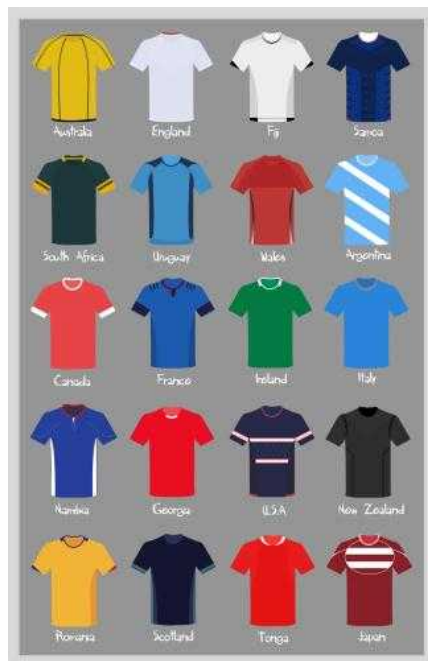 Australia England Fiji Samoa
South Africa Uruguay Wales Argentina
Canada France Ireland Italy
Namibia Georgia U.S.A New Zealand
Romania Scotland Tonga Japan